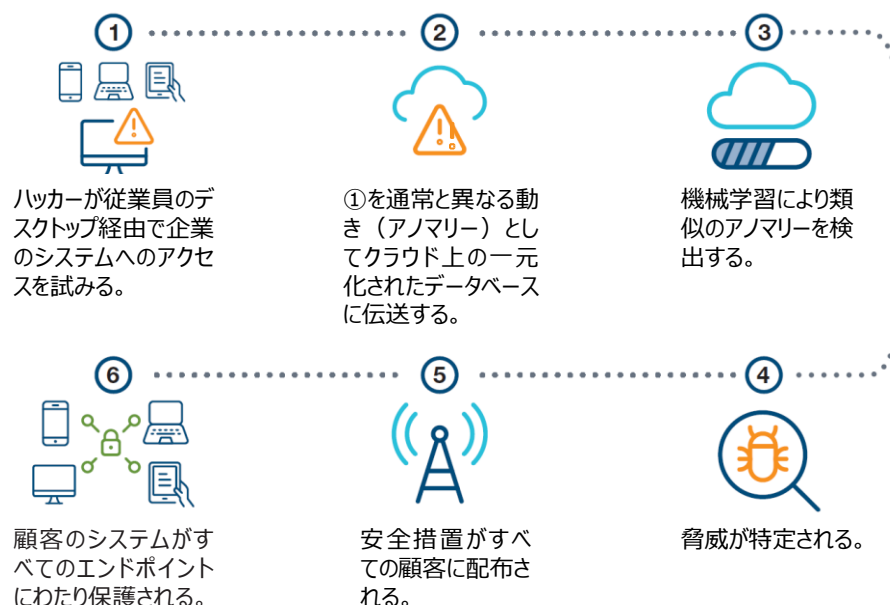 1
2
3
ハッカーが従業員のデ
スクトップ経由で企業
のシステムへのアクセ
スを試みる。
①を通常と異なる動
き（アノマリー）とし
てクラウド上の一元
化されたデータベース
に伝送する。
機械学習により類
似のアノマリーを検
出する。
6
5
4
顧客のシステムがす
べてのエンドポイント
にわたり保護される。
安全措置がすべ
ての顧客に配布さ
れる。
脅威が特定される。